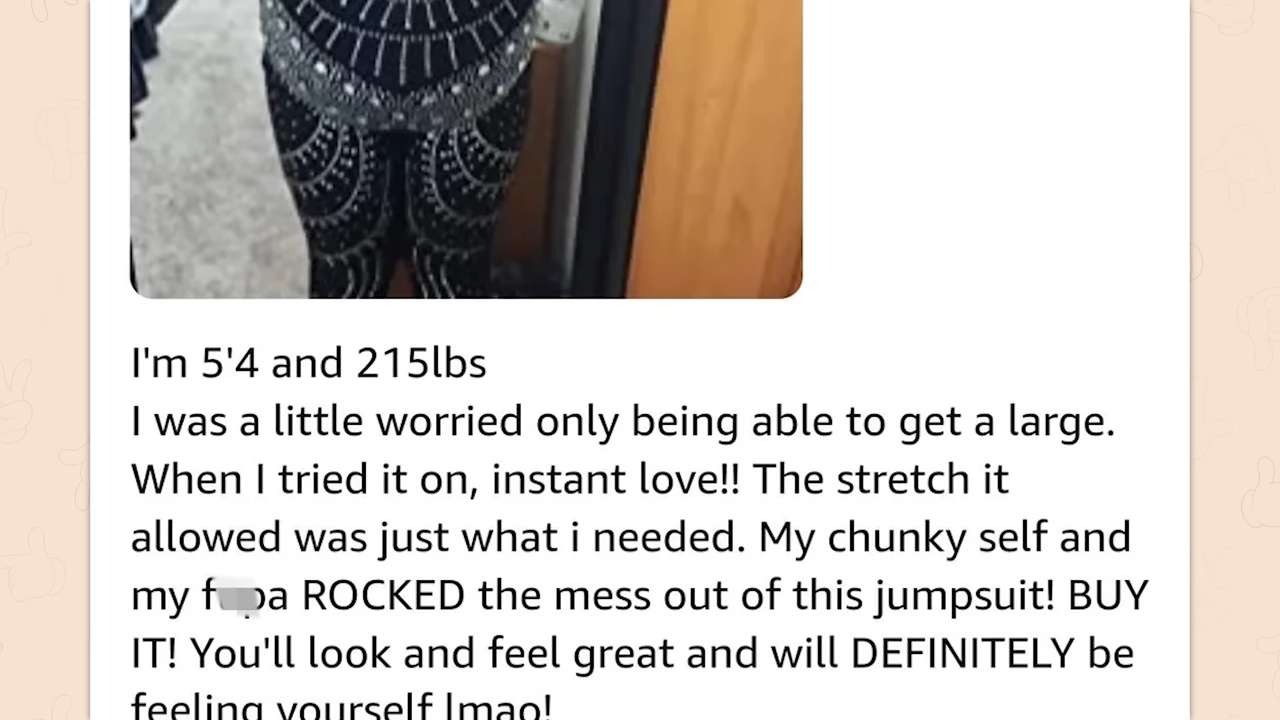 I'm 5'4 and 215lbs
I was a little worried only being able to get a large.
When I tried it on, instant love!! The stretch it
allowed was just what i needed. My chunky self and
my ROCKED the mess out of this jumpsuit! BUY
IT! You'll look and feel great and will DEFINITELY be
feeling yourself lmao!